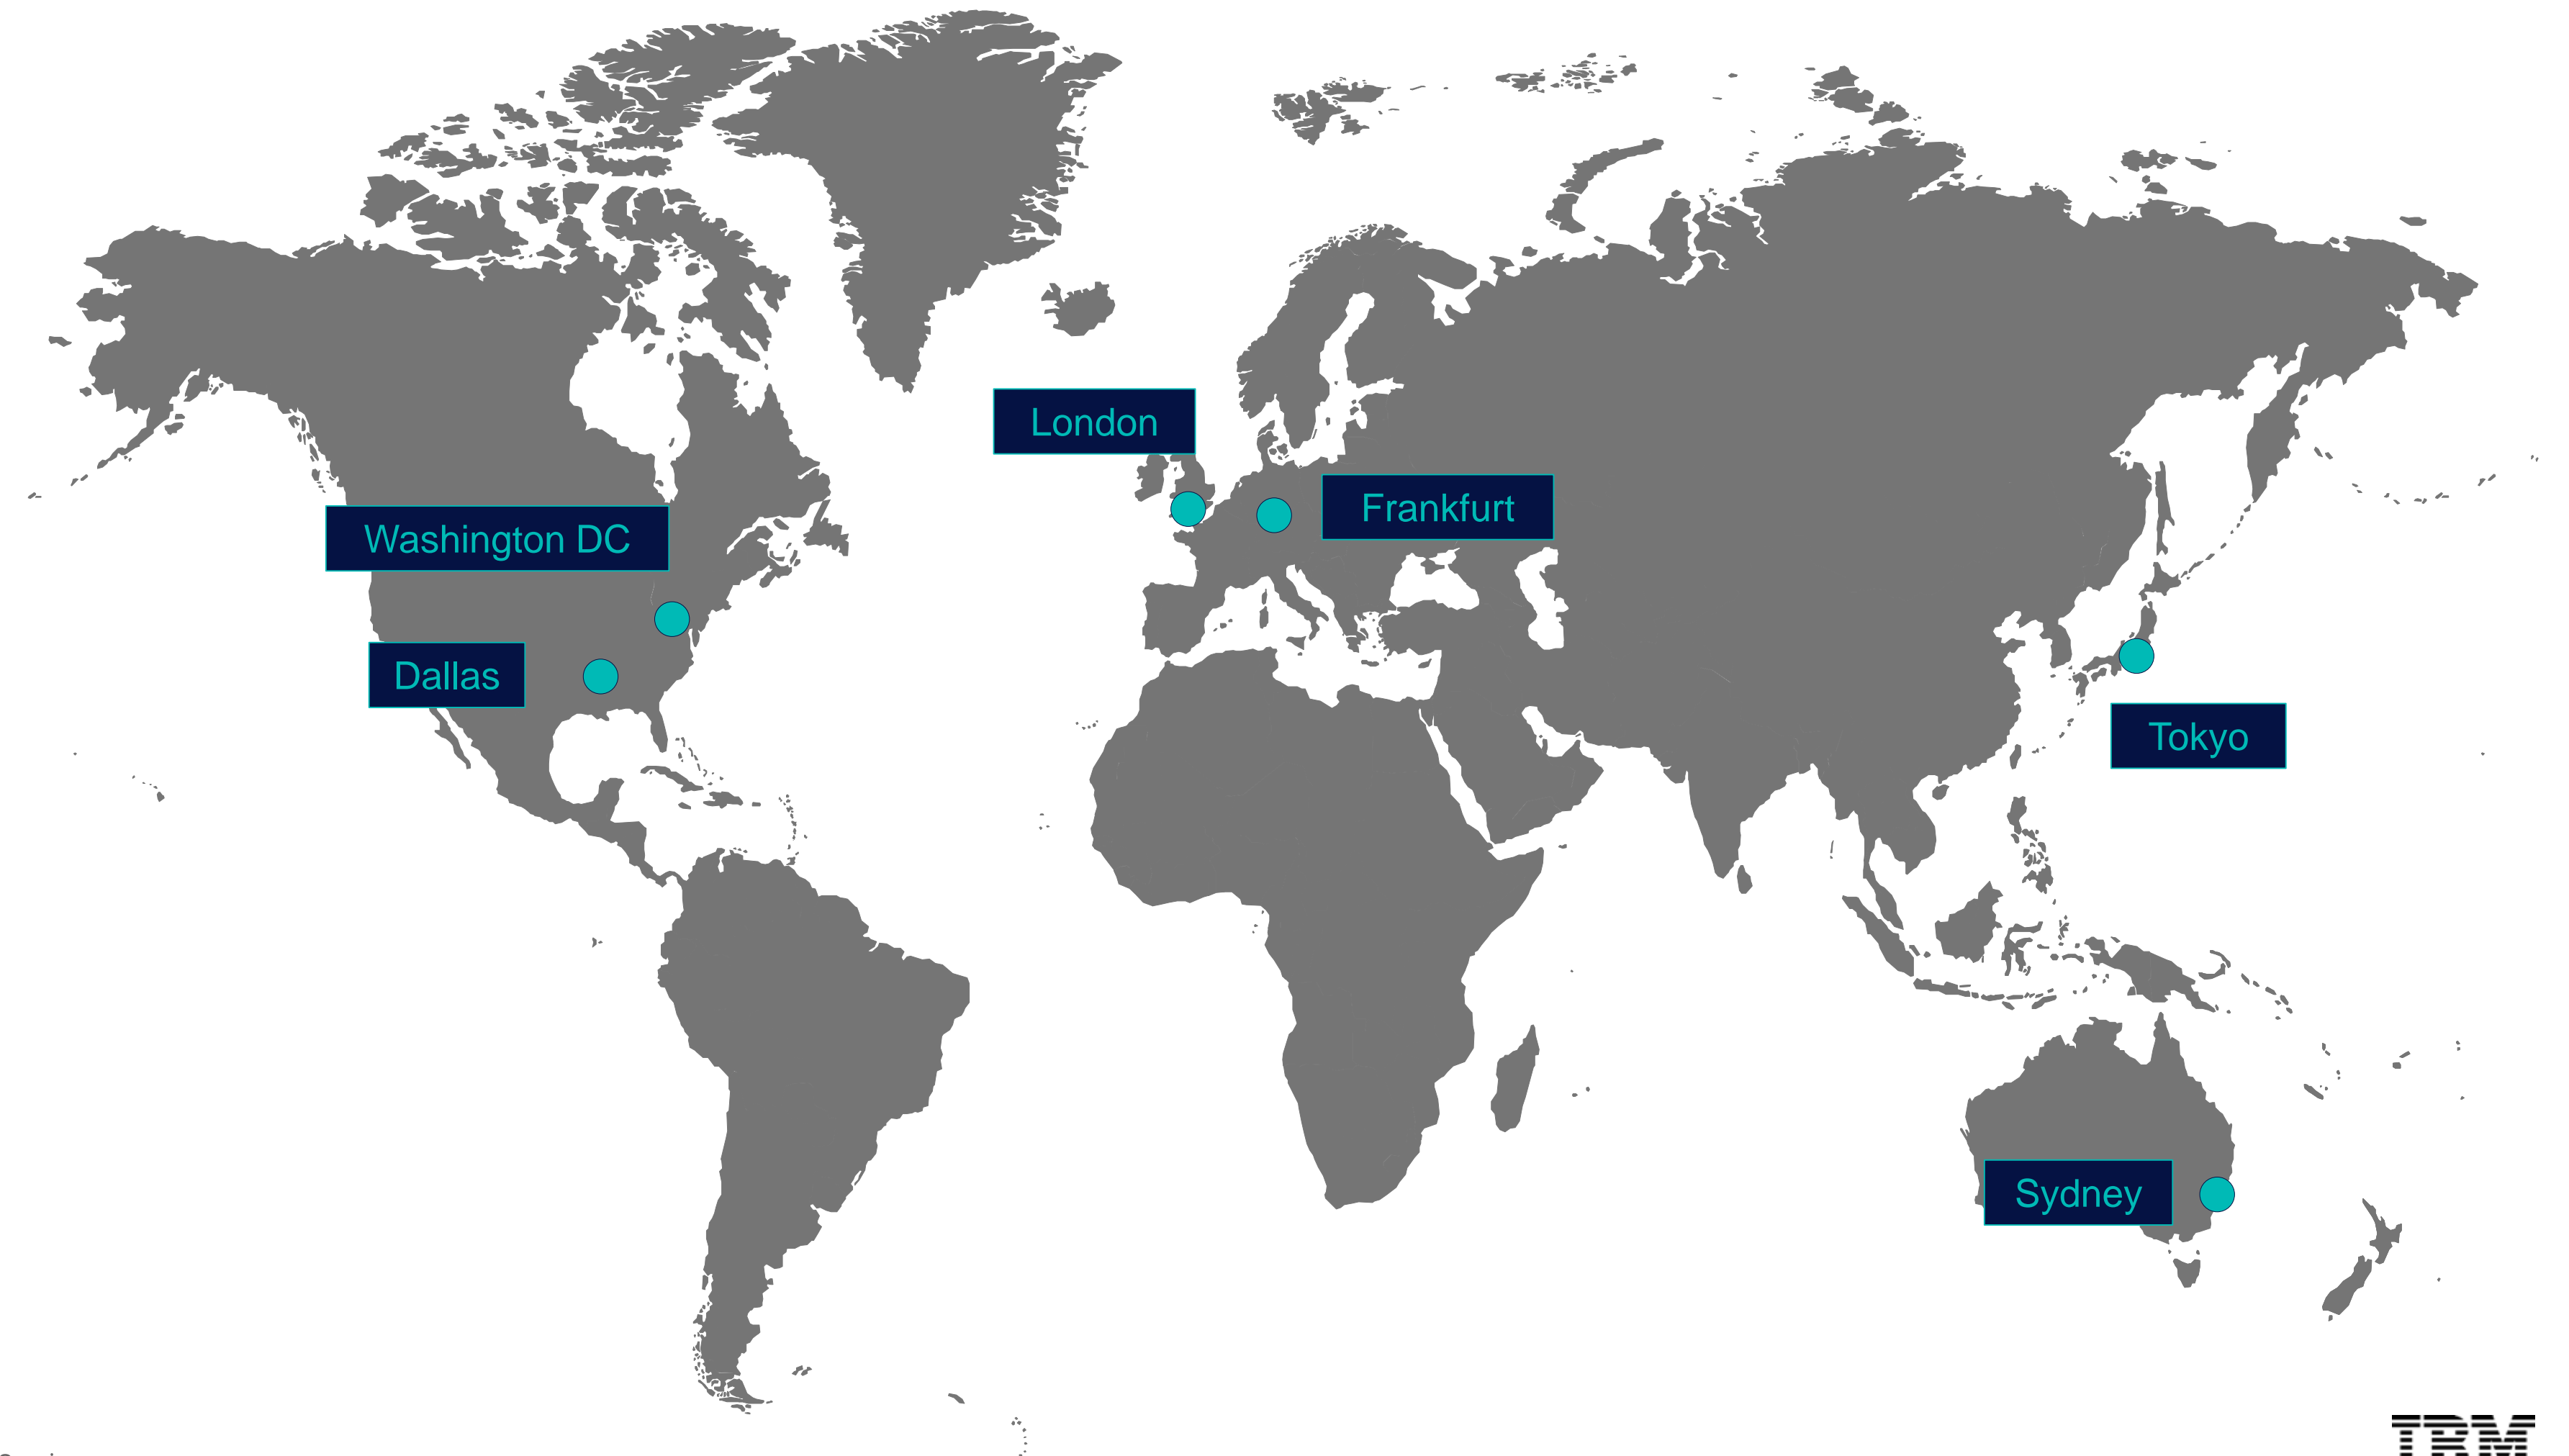 London
Frankfurt
Washington DC
Dallas
Tokyo
Sydney
IBM